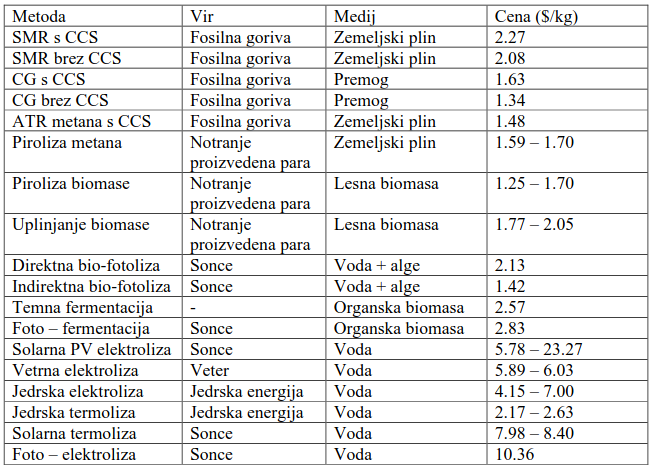 Metoda Vir Medij Cena ($/kg)
SMR s CCS Fosilna goriva Zemeljski plin 2.27
SMR brez CCS Fosilna goriva Zemeljski plin 2.08
CG s CCS Fosilna goriva Premog 1.63
CG brez CCS Fosilna goriva Premog 1.34
ATR metana s CCS Fosilna goriva Zemeljski plin 1.48
Piroliza metana Notranje Zemeljski plin 1.59 – 1.70
proizvedena para
Piroliza biomase Notranje Lesna biomasa 1.25 – 1.70
proizvedena para
Uplinjanje biomase Notranje Lesna biomasa 1.77 – 2.05
proizvedena para
Direktna bio-fotoliza Sonce Voda + alge 2.13
Indirektna bio-fotoliza Sonce Voda + alge 1.42
Temna fermentacija - Organska biomasa 2.57
Foto – fermentacija Sonce Organska biomasa 2.83
Solarna PV elektroliza Sonce Voda 5.78 – 23.27
Vetrna elektroliza Veter Voda 5.89 – 6.03
Jedrska elektroliza Jedrska energija Voda 4.15 – 7.00
Jedrska termoliza Jedrska energija Voda 2.17 – 2.63
Solarna termoliza Sonce Voda 7.98 – 8.40
Foto – elektroliza Sonce Voda 10.36